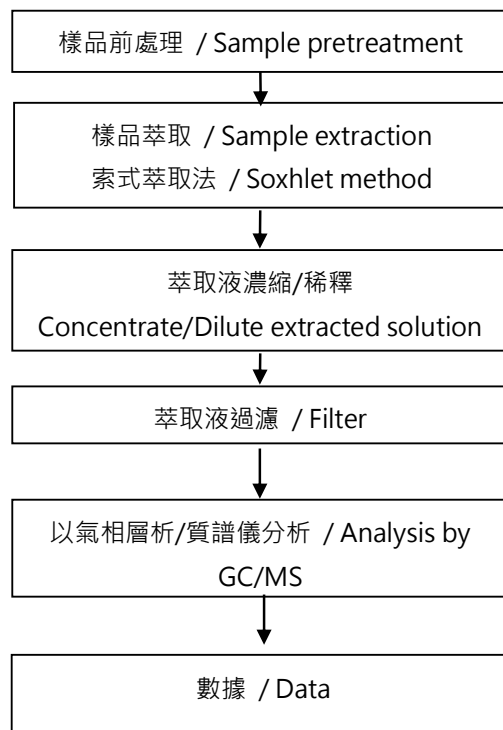 樣品前處理 / Sample pretreatment
樣品萃取 / Sample extraction
索式萃取法 / Soxhlet method
萃取液濃縮/稀釋
Concentrate/Dilute extracted solution
萃取液過濾 / Filter
以氣相層析/質譜儀分析 / Analysis by
GC/MS
數據 / Data